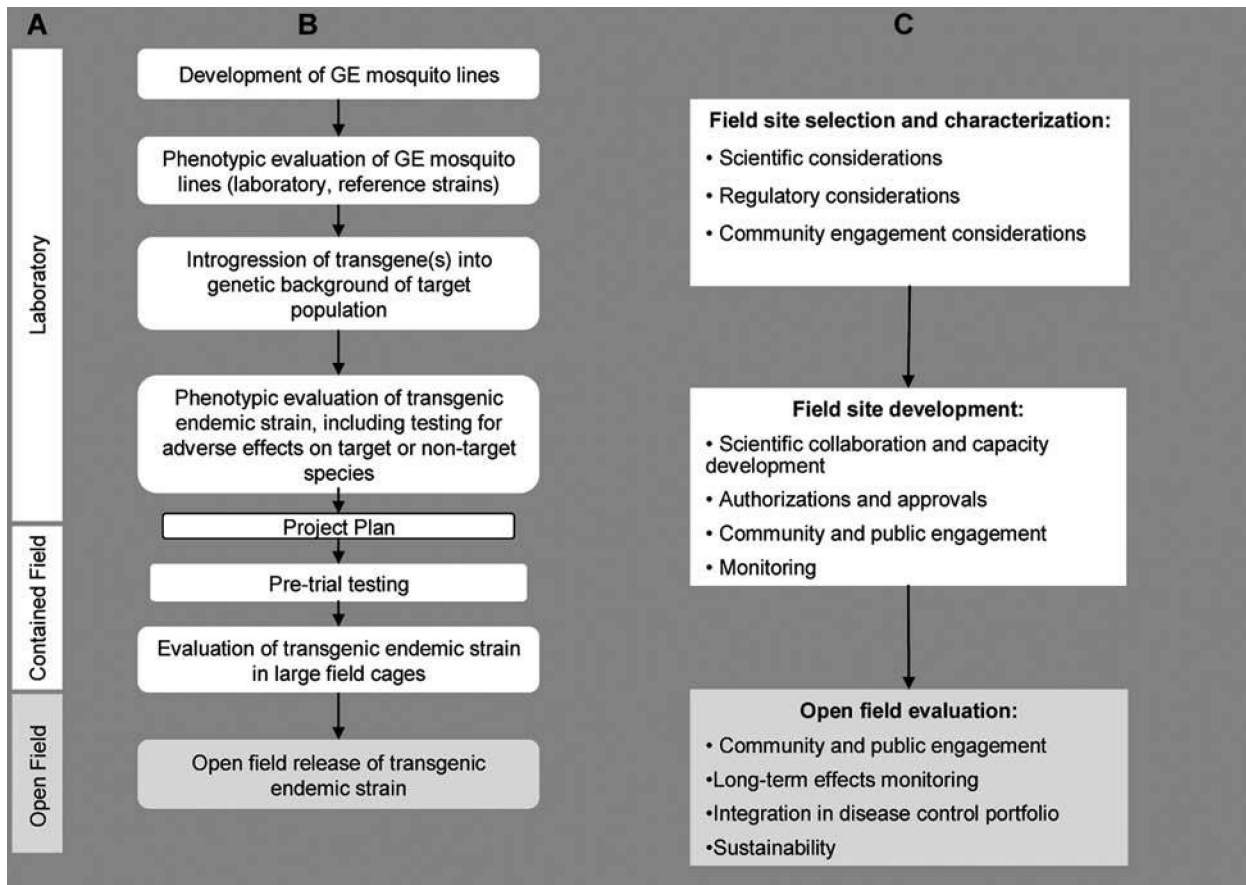 A
B
C
Laboratory
Contained Field
Open Field
Development of GE mosquito lines
Phenotypic evaluation of GE mosquito
lines (laboratory, reference strains)
Introgression of transgene(s) into
genetic background of target
population
Phenotypic evaluation of transgenic
endemic strain, including testing for
adverse effects on target or non-target
species
Project Plan
Pre-trial testing
Evaluation of transgenic endemic strain
in large field cages
Open field release of transgenic
endemic strain
Field site selection and characterization:
• Scientific considerations
• Regulatory considerations
• Community engagement considerations
Field site development:
• Scientific collaboration and capacity
development
• Authorizations and approvals
• Community and public engagement
• Monitoring
Open field evaluation:
• Community and public engagement
•Long-term effects monitoring
•Integration in disease control portfolio
•Sustainability